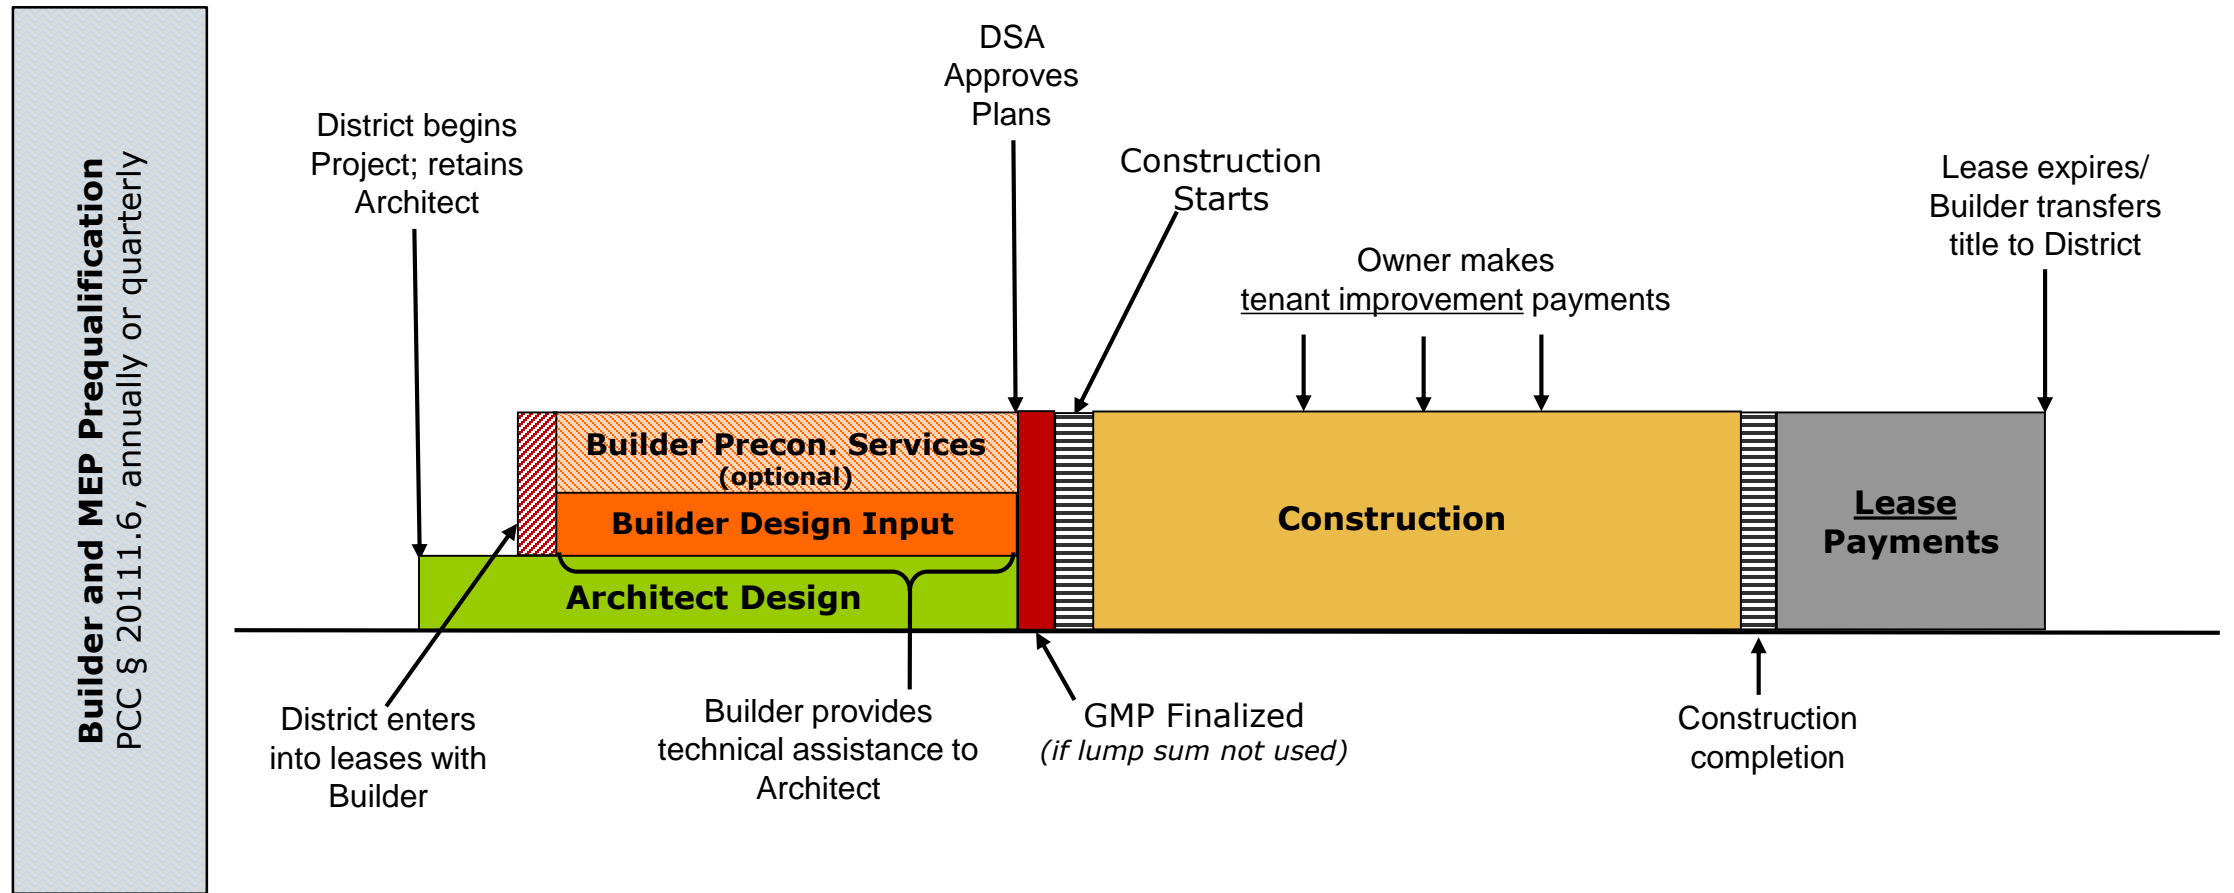 Builder and MEP Prequalification
PCC § 20111.6, annually or quarterly
District begins
Project; retains
Architect
DSA
Approves
Plans
Construction
Starts
Owner makes
tenant improvement payments
Lease expires/
Builder transfers
title to District
Builder Precon. Services
(optional)
Builder Design Input
Architect Design
Construction
Lease
Payments
District enters
into leases with
Builder
Builder provides
technical assistance to
Architect
GMP Finalized
(if lump sum not used)
Construction
completion